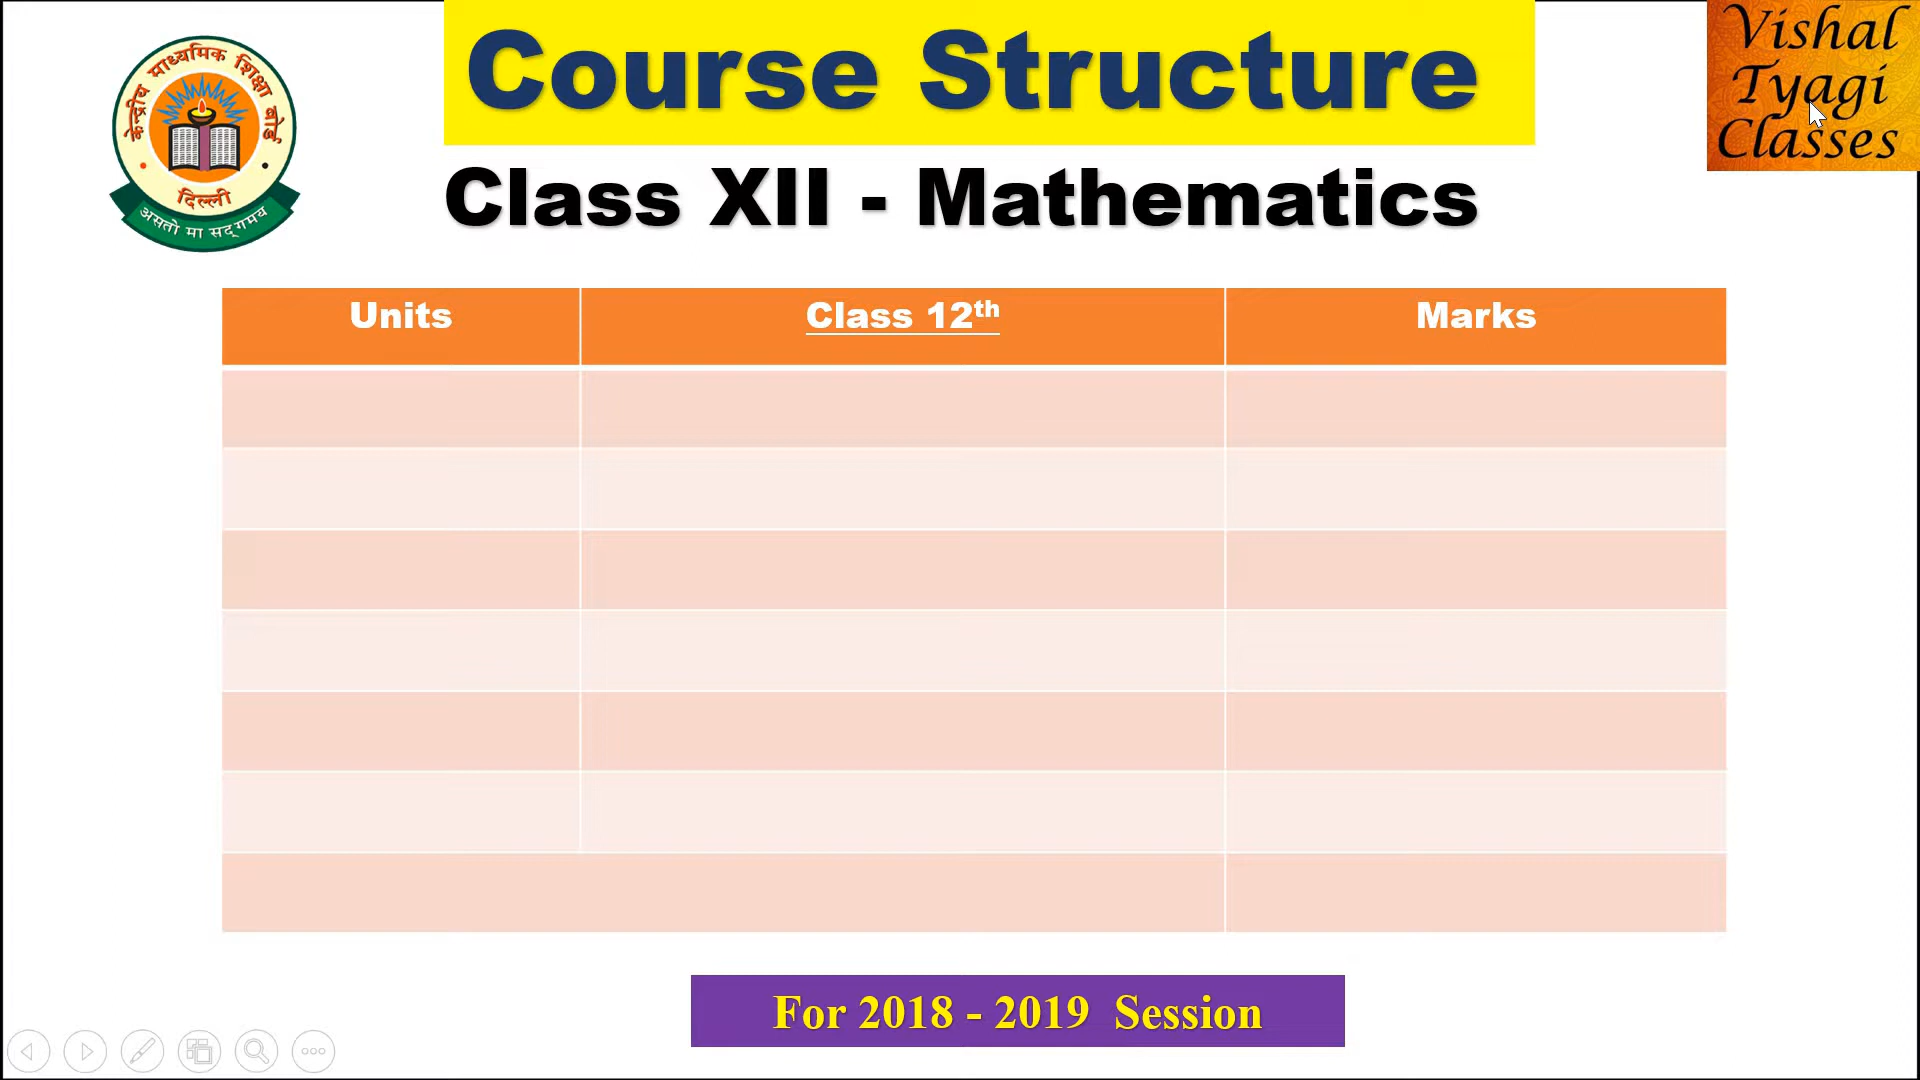 Course Structure
Class XII - Mathematics
केन्द्रीय माध्यमिक शिक्षा बोर्ड
दिल्ली
असतो मा सद्गमय
Vishal
Tyagi
Classes
Units Class 12th Marks
For 2018 - 2019 Session